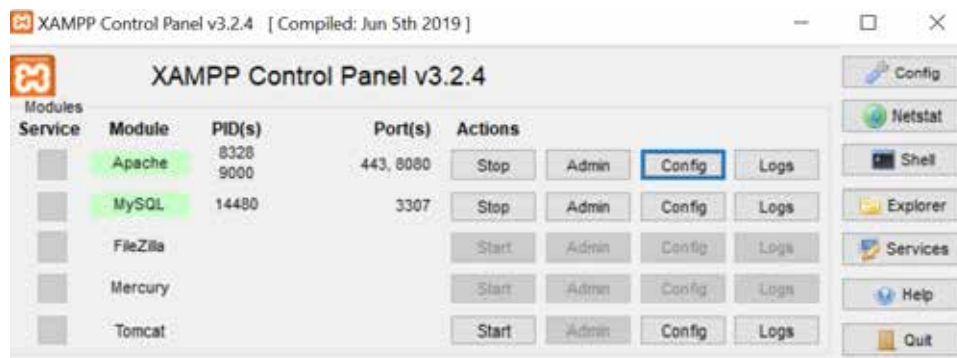 XAMPP Control Panel v3.2.4 [ Compiled: Jun 5th 2019 ]
XAMPP Control Panel v3.2.4
Config
Modules
Service Module PID(s) Port(s) Actions
Netstat
Apache 8328 9000 443, 8080 Stop Admin Config Logs
Shell
MySQL 14480 3307 Stop Admin Config Logs
Explorer
FileZilla Start Admin Config Logs
Services
Mercury Start Admin Config Logs
Help
Tomcat Start Admin Config Logs
Quit